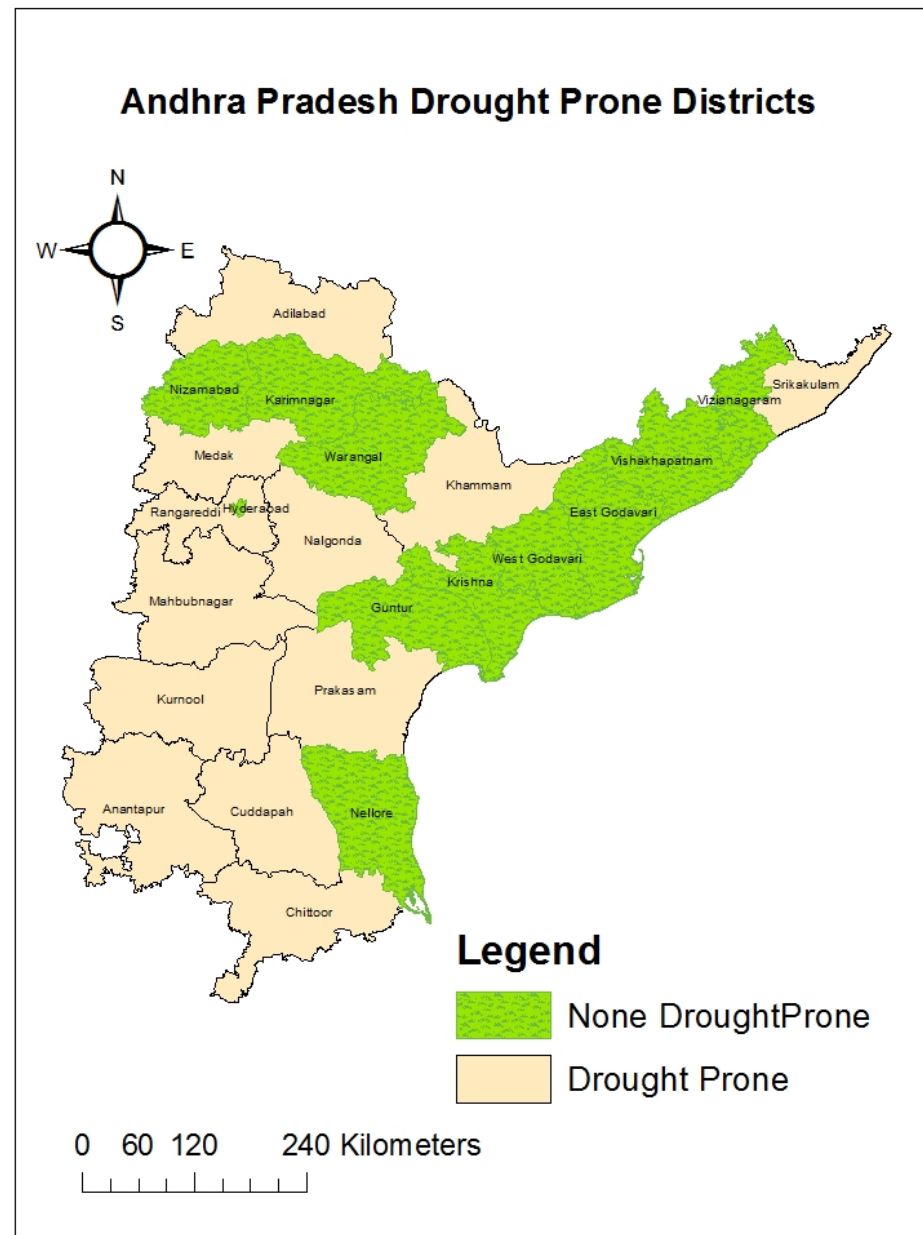 Andhra Pradesh Drought Prone Districts
N
W E
S
Adilabad
Nizamabad
Karimnagar
Srikakulam
Vizianagaram
Medak
Warangal
Vishakhapatnam
Khammam
Rangareddi
Hyderabad
East Godavari
Nalgonda
West Godavari
Krishna
Mahbubnagar
Guntur
Kurnool
Prakasam
Anantapur
Cuddapah
Nellore
Chittoor
Legend
None DroughtProne
Drought Prone
0 60 120 240 Kilometers